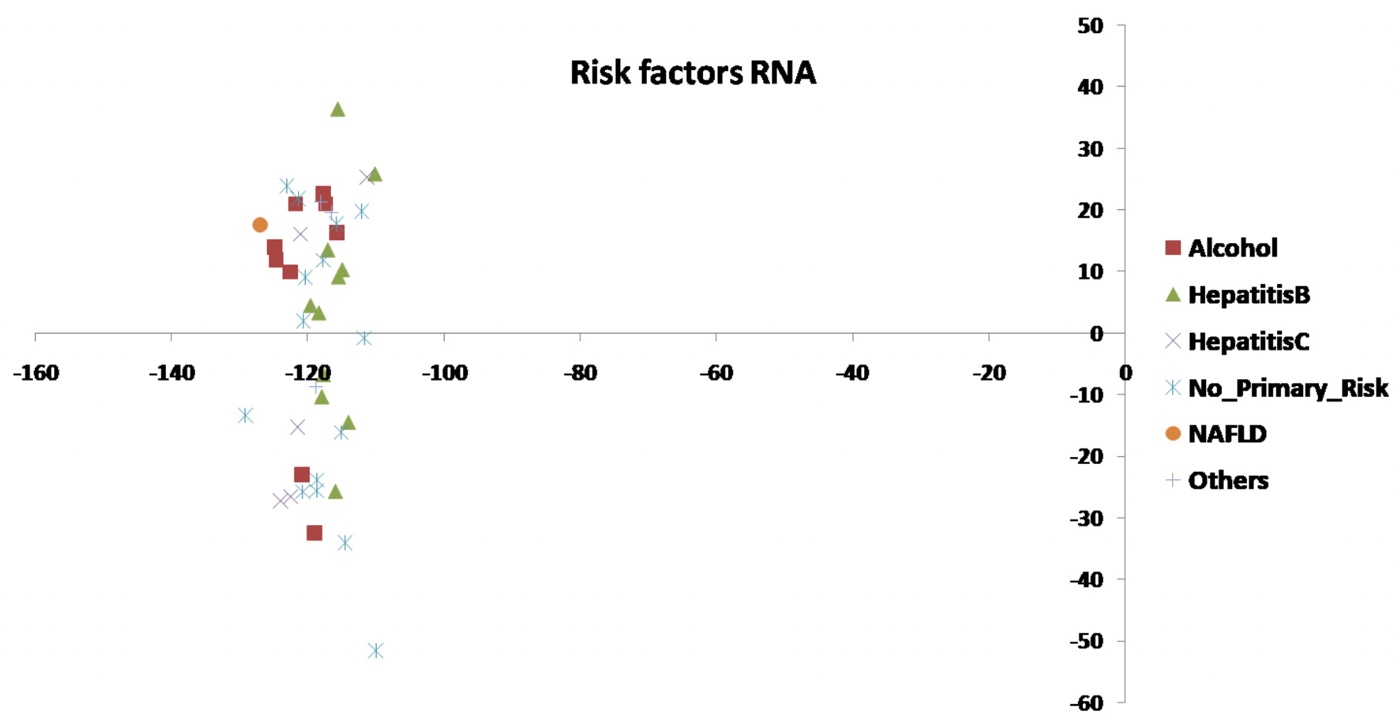 Risk factors RNA
50
40
30
20
10
0
-10
-20
-30
-40
-50
-60
-160 -140 -120 -100 -80 -60 -40 -20 0
Alcohol
HepatitisB
HepatitisC
No_Primary_Risk
NAFLD
Others